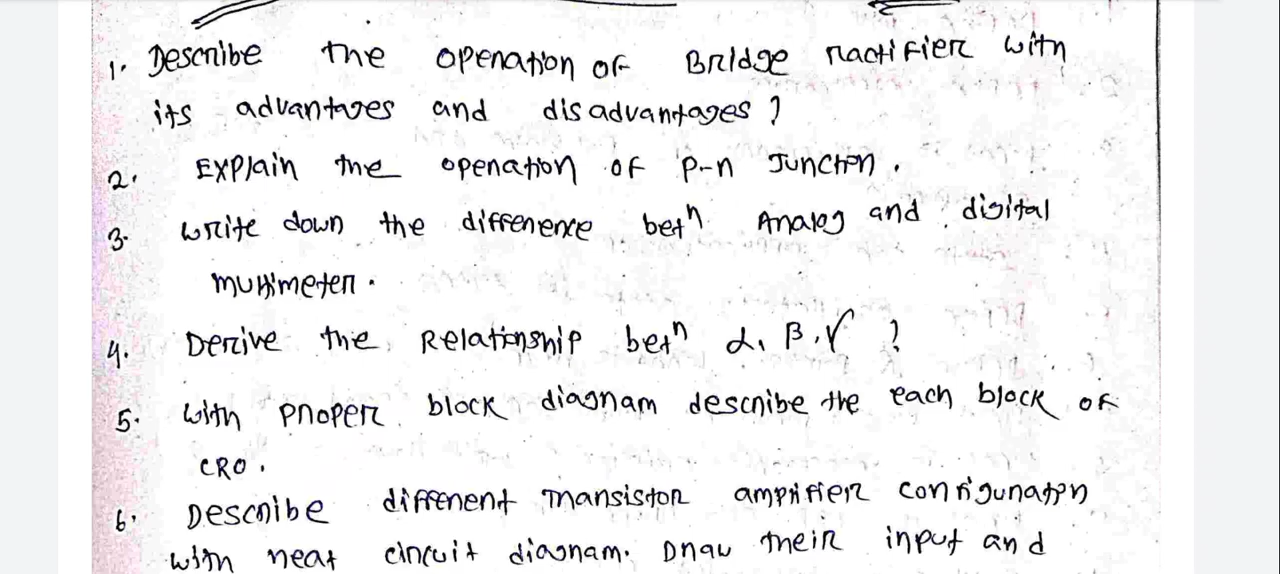 1. Describe the operation of Bridge ractifier with
its advantages and disadvantages ?
2. Explain the operation of p-n Junction.
3. write down the difference betn Analog and digital
multimeter.
4. Derive the Relationship betn α, β, γ ?
5. with proper block diagram describe the each block of
CRO.
6. Describe different transistor amplifier configuration
with neat circuit diagram. Draw their input and